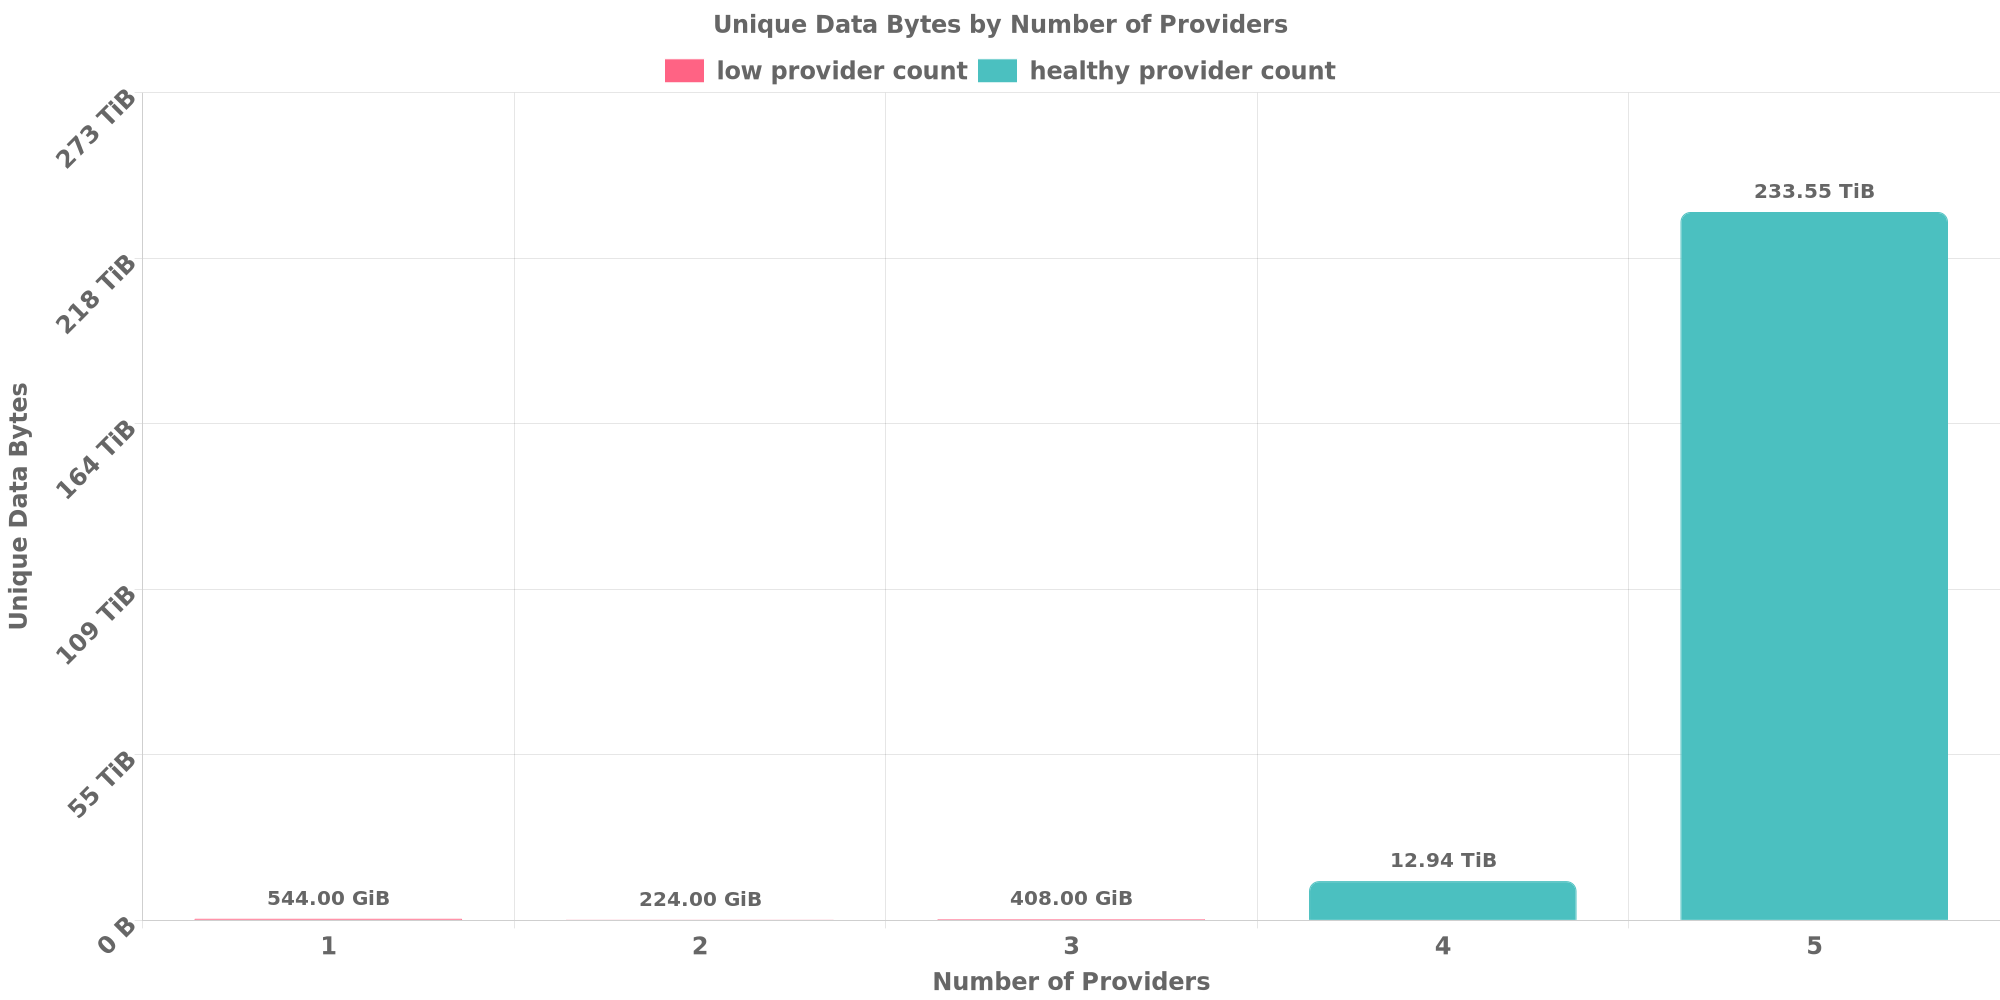 Unique Data Bytes by Number of Providers
low provider count healthy provider count
273 TiB
218 TiB
164 TiB
109 TiB
55 TiB
0 B
Unique Data Bytes
544.00 GiB
224.00 GiB
408.00 GiB
12.94 TiB
233.55 TiB
1 2 3 4 5
Number of Providers